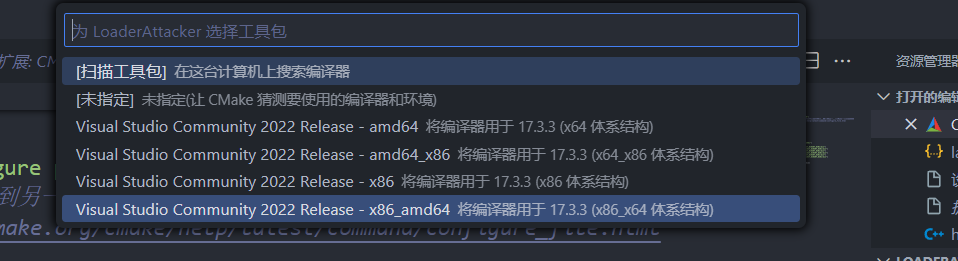 为 LoaderAttacker 选择工具包
[扫描工具包] 在这台计算机上搜索编译器
[未指定] 未指定(让 CMake 猜测要使用的编译器和环境)
Visual Studio Community 2022 Release - amd64 将编译器用于 17.3.3 (x64 体系结构)
Visual Studio Community 2022 Release - amd64_x86 将编译器用于 17.3.3 (x64_x86 体系结构)
Visual Studio Community 2022 Release - x86 将编译器用于 17.3.3 (x86 体系结构)
Visual Studio Community 2022 Release - x86_amd64 将编译器用于 17.3.3 (x86_x64 体系结构)
扩展: CM
gure
到另一
make.org/cmake/help/latest/command/configure_file.html
资源管理器
打开的编辑
C
la
h
LOADERA